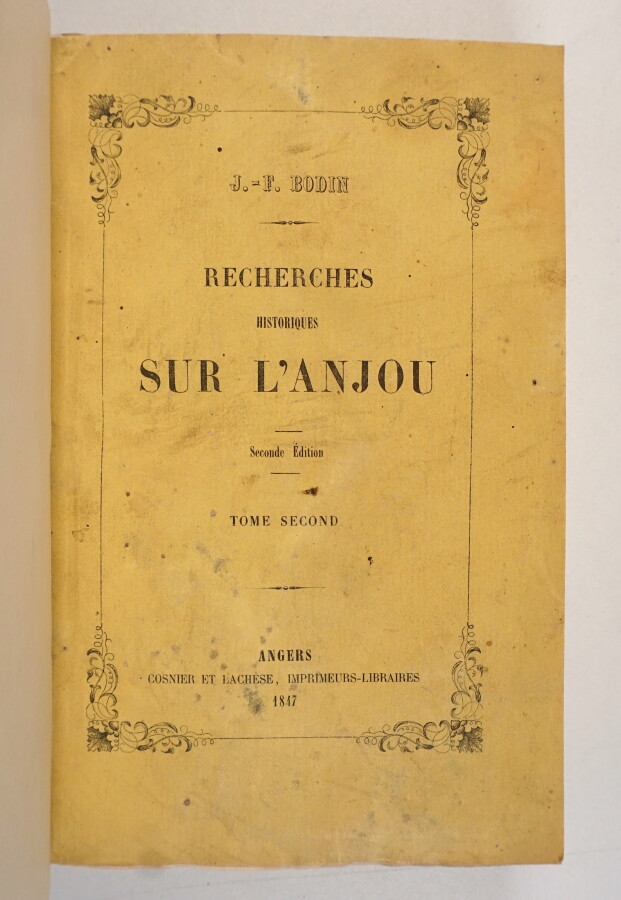 J.-F. BODIN
RECHERCHES
HISTORIQUES
SUR L'ANJOU
Seconde Édition
TOME SECOND
ANGERS
COSNIER ET LACHÈSE, IMPRIMEURS-LIBRAIRES
1847